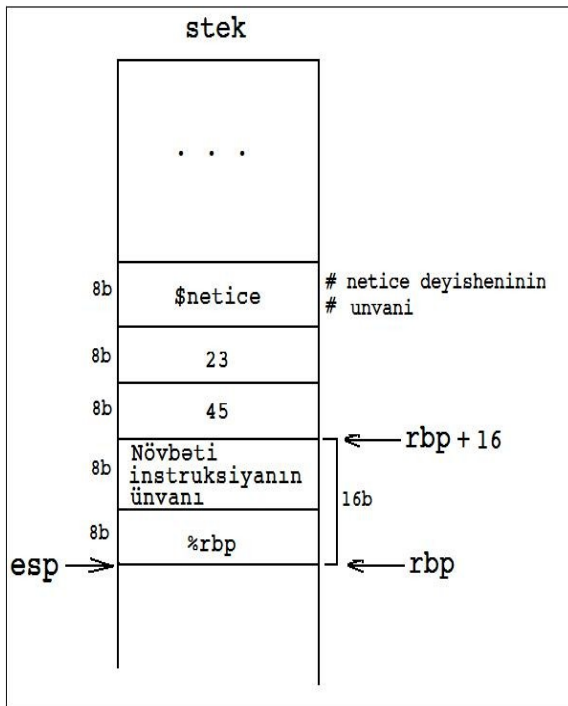 stek
. . .
8b
$netice
# netice deyisheninin
# unvani
8b
23
8b
45
rbp + 16
8b
Növbəti
instruksiyanın
ünvanı
16b
8b
%rbp
esp
rbp